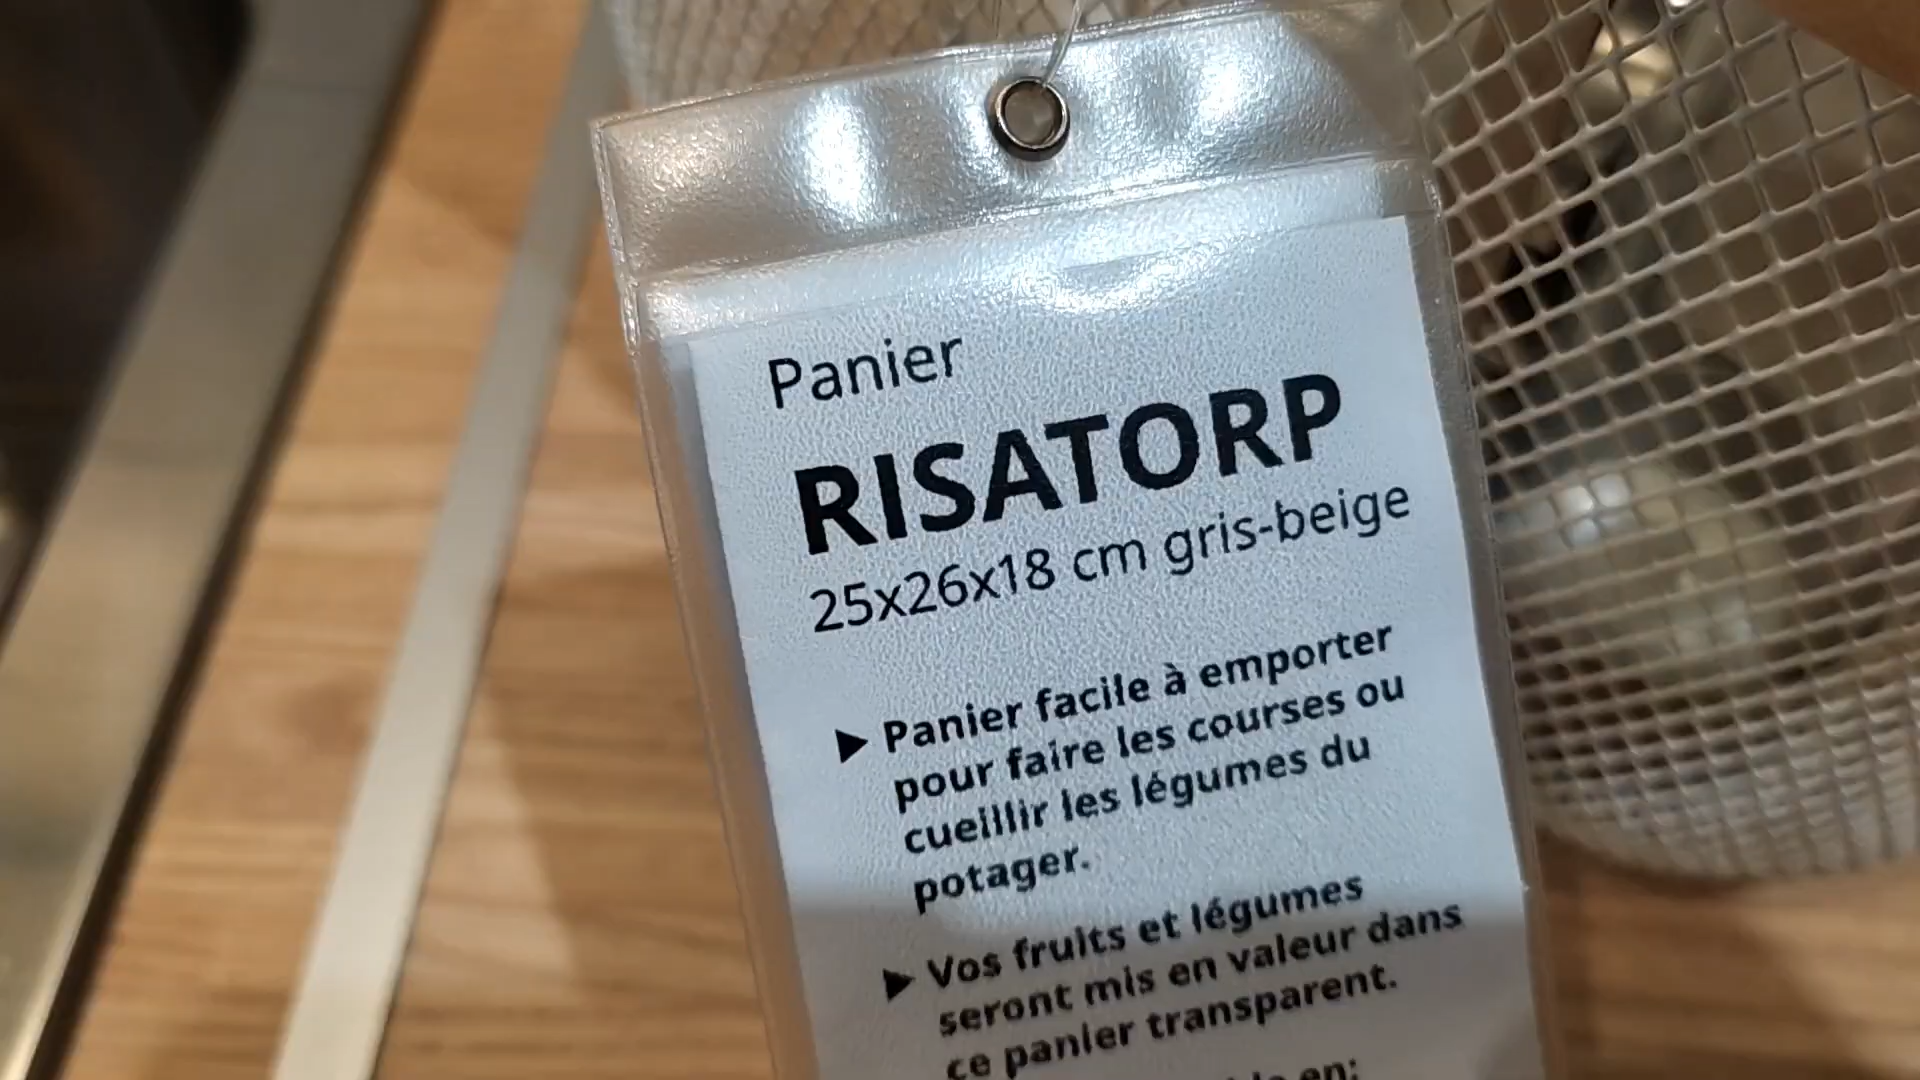 Panier
RISATORP
25x26x18 cm gris-beige
► Panier facile à emporter
pour faire les courses ou
cueillir les légumes du
potager.
► Vos fruits et légumes
seront mis en valeur dans
ce panier transparent.
en: